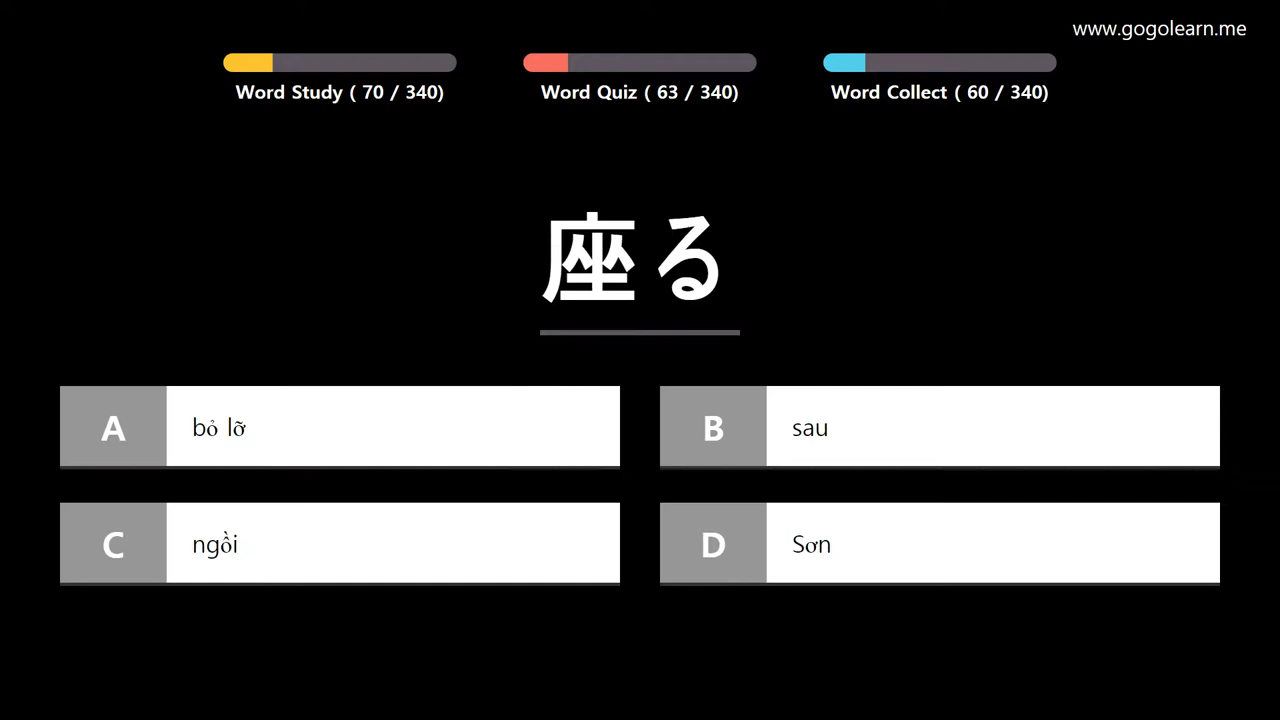 www.gogolearn.me
Word Study ( 70 / 340)
Word Quiz ( 63 / 340)
Word Collect ( 60 / 340)
座る
A
bỏ lỡ
B
sau
C
ngồi
D
Sơn